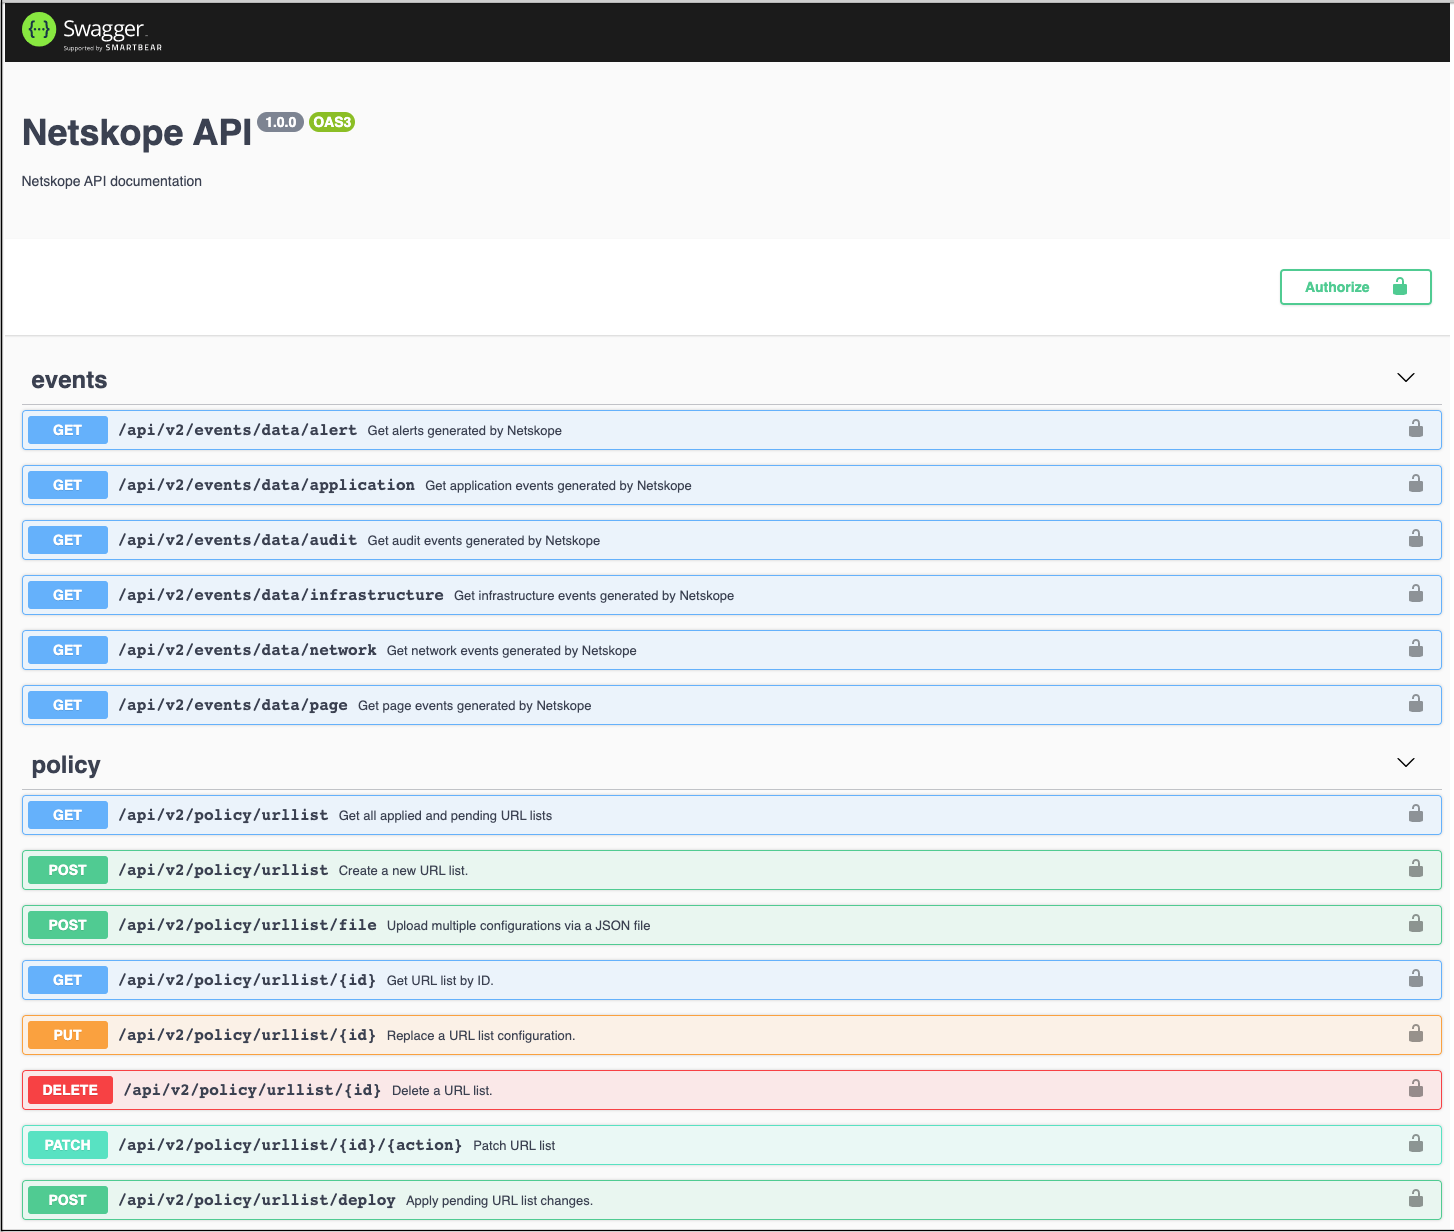 Swagger
Supported by SMARTBEAR
Netskope API 1.0.0 OAS3
Netskope API documentation
Authorize
events
GET /api/v2/events/data/alert Get alerts generated by Netskope
GET /api/v2/events/data/application Get application events generated by Netskope
GET /api/v2/events/data/audit Get audit events generated by Netskope
GET /api/v2/events/data/infrastructure Get infrastructure events generated by Netskope
GET /api/v2/events/data/network Get network events generated by Netskope
GET /api/v2/events/data/page Get page events generated by Netskope
policy
GET /api/v2/policy/urllist Get all applied and pending URL lists
POST /api/v2/policy/urllist Create a new URL list.
POST /api/v2/policy/urllist/file Upload multiple configurations via a JSON file
GET /api/v2/policy/urllist/{id} Get URL list by ID.
PUT /api/v2/policy/urllist/{id} Replace a URL list configuration.
DELETE /api/v2/policy/urllist/{id} Delete a URL list.
PATCH /api/v2/policy/urllist/{id}/{action} Patch URL list
POST /api/v2/policy/urllist/deploy Apply pending URL list changes.